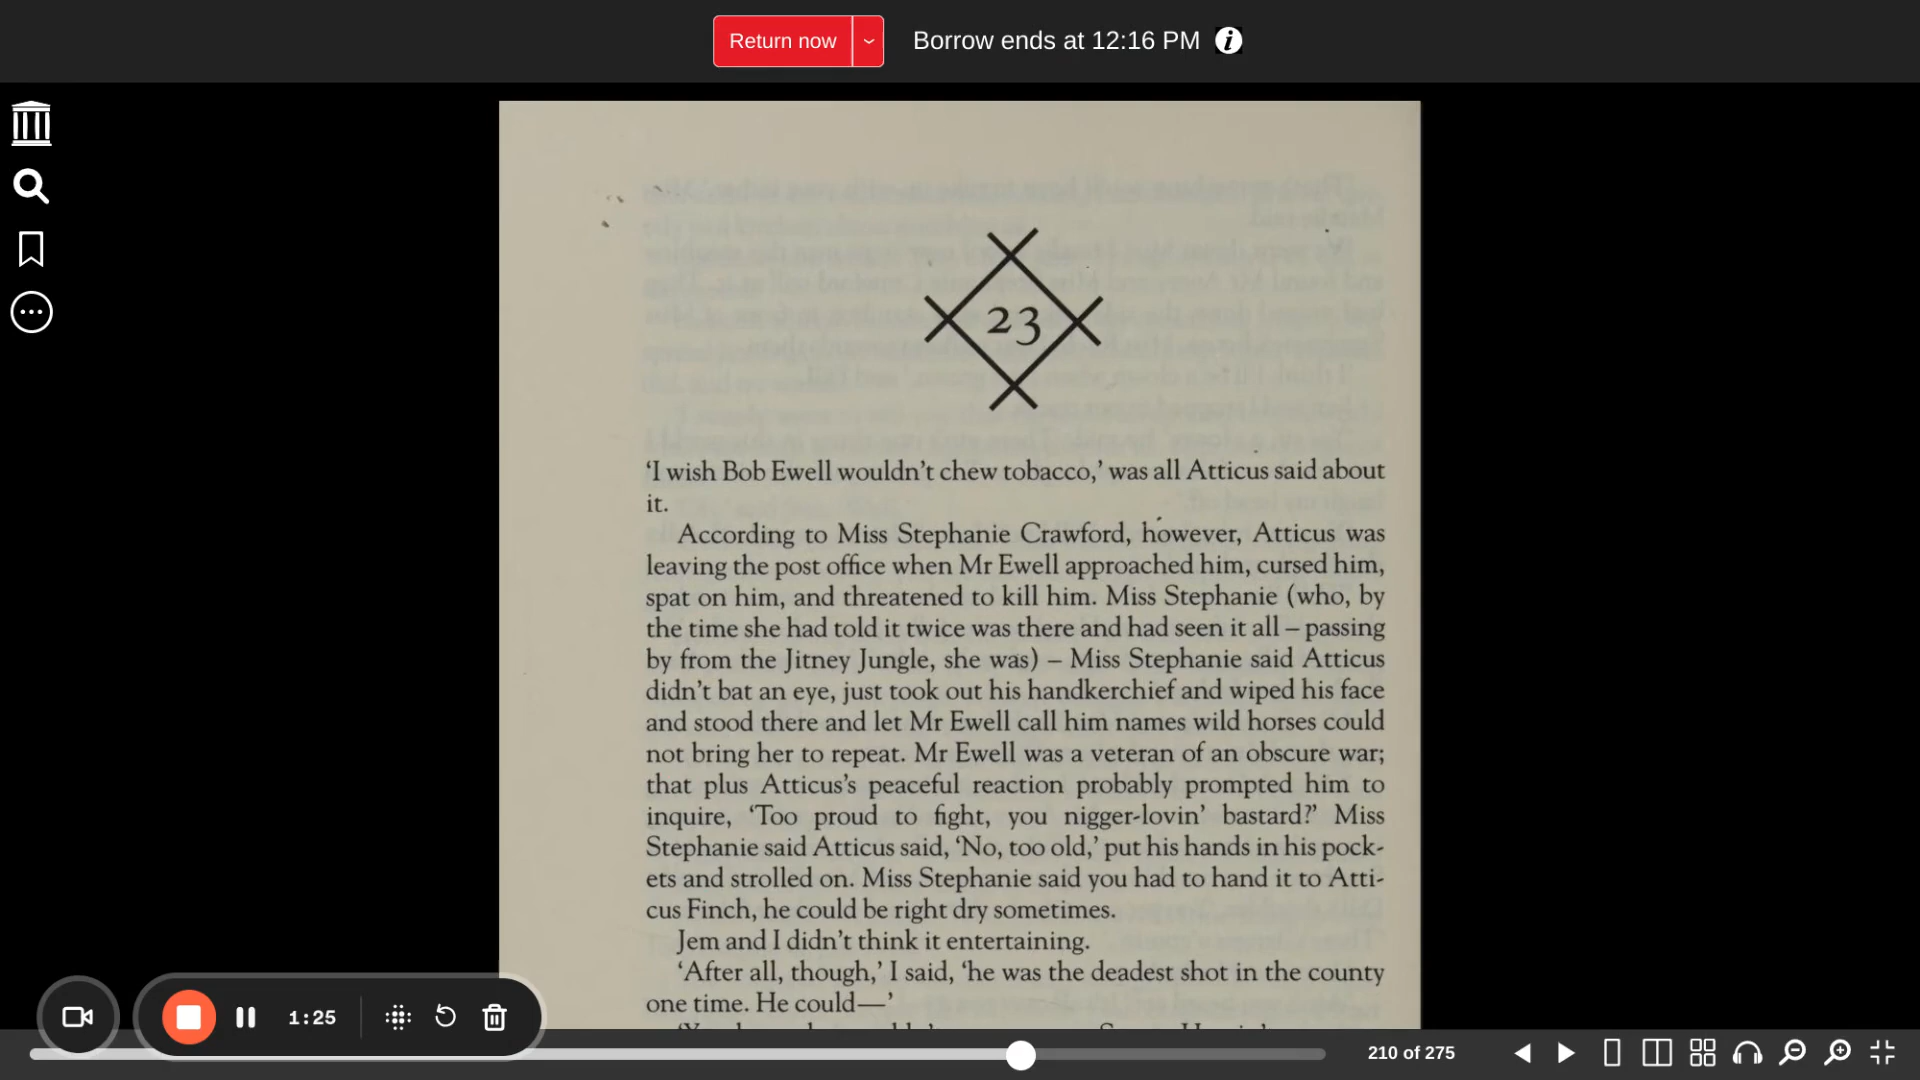 Return now
Borrow ends at 12:16 PM
23
‘I wish Bob Ewell wouldn’t chew tobacco,’ was all Atticus said about
it.
According to Miss Stephanie Crawford, however, Atticus was
leaving the post office when Mr Ewell approached him, cursed him,
spat on him, and threatened to kill him. Miss Stephanie (who, by
the time she had told it twice was there and had seen it all – passing
by from the Jitney Jungle, she was) – Miss Stephanie said Atticus
didn’t bat an eye, just took out his handkerchief and wiped his face
and stood there and let Mr Ewell call him names wild horses could
not bring her to repeat. Mr Ewell was a veteran of an obscure war;
that plus Atticus’s peaceful reaction probably prompted him to
inquire, ‘Too proud to fight, you nigger-lovin’ bastard?’ Miss
Stephanie said Atticus said, ‘No, too old,’ put his hands in his pock-
ets and strolled on. Miss Stephanie said you had to hand it to Atti-
cus Finch, he could be right dry sometimes.
Jem and I didn’t think it entertaining.
‘After all, though,’ I said, ‘he was the deadest shot in the county
one time. He could—’
1:25
210 of 275